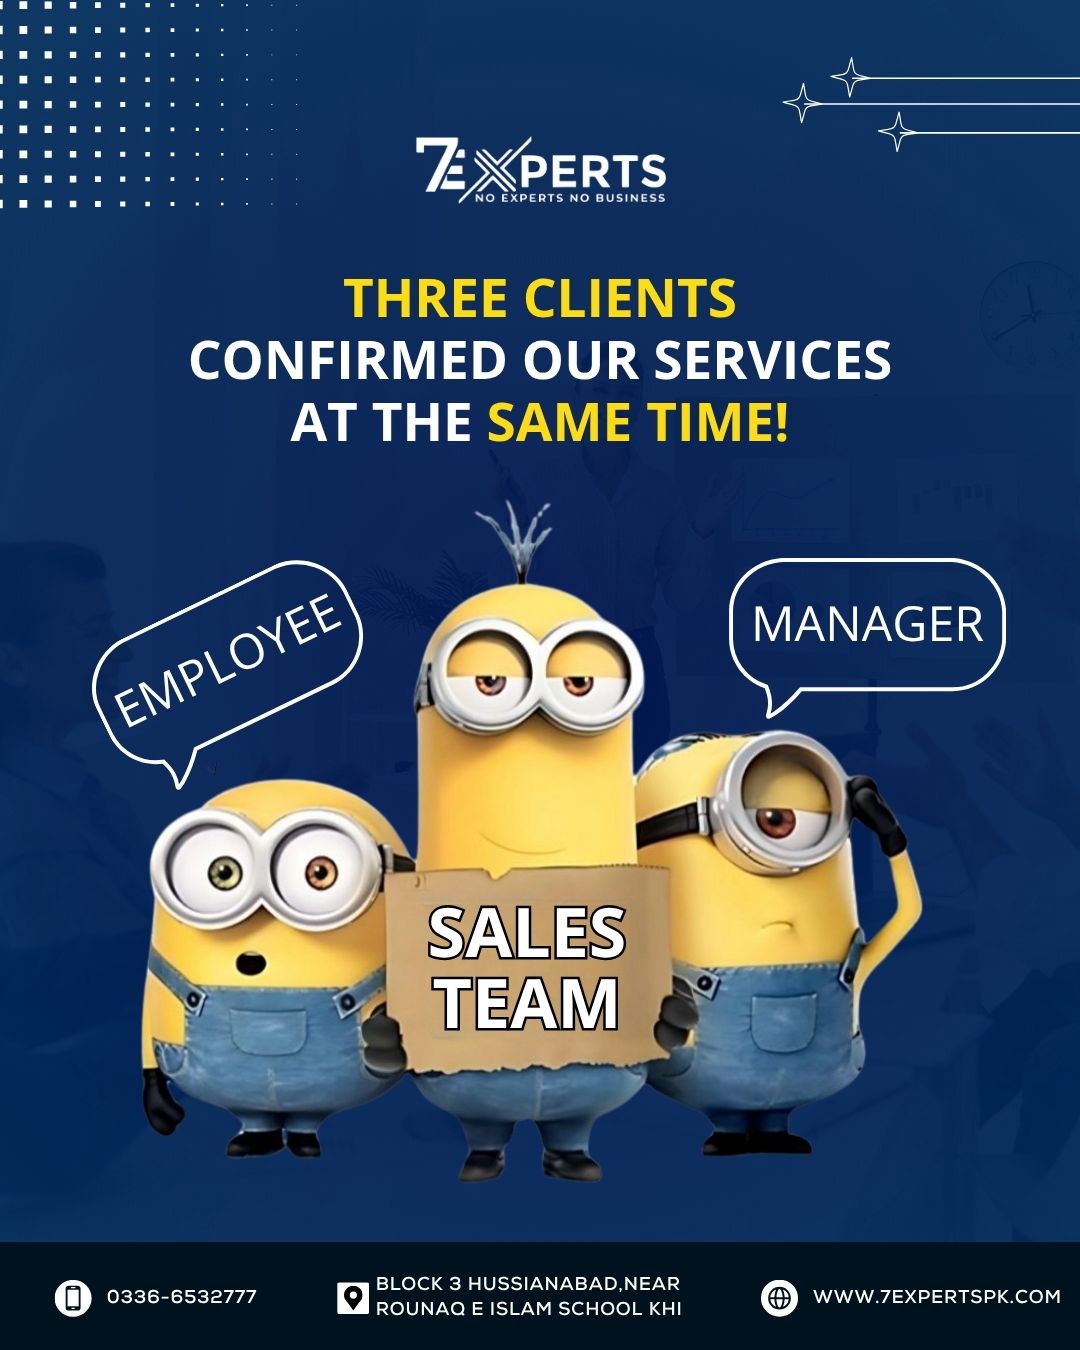 7EXPERTS
NO EXPERTS NO BUSINESS
THREE CLIENTS
CONFIRMED OUR SERVICES
AT THE SAME TIME!
EMPLOYEE
MANAGER
SALES
TEAM
0336-6532777
BLOCK 3 HUSSIANABAD,NEAR
ROUNAQ E ISLAM SCHOOL KHI
WWW.7EXPERTSPK.COM